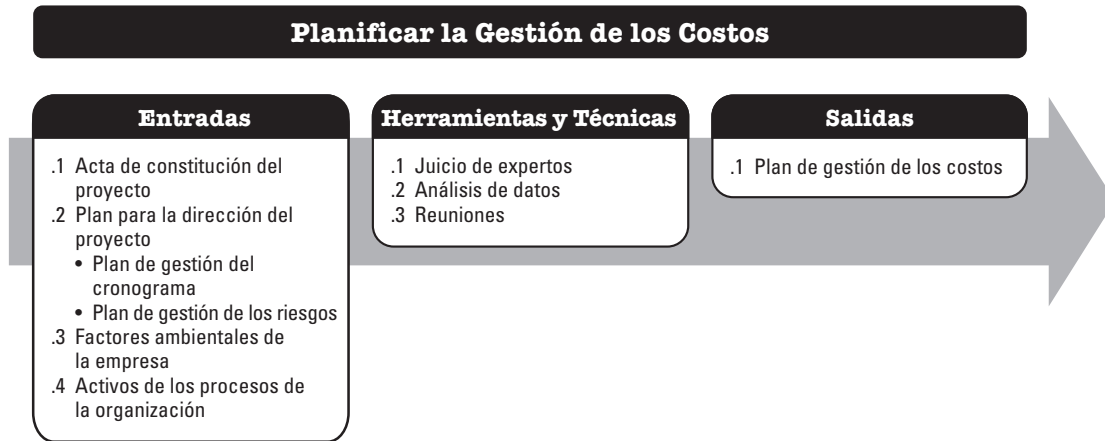 Planificar la Gestión de los Costos
Entradas
.1 Acta de constitución del
proyecto
.2 Plan para la dirección del
proyecto
• Plan de gestión del
cronograma
• Plan de gestión de los riesgos
.3 Factores ambientales de
la empresa
.4 Activos de los procesos de
la organización
Herramientas y Técnicas
.1 Juicio de expertos
.2 Análisis de datos
.3 Reuniones
Salidas
.1 Plan de gestión de los costos